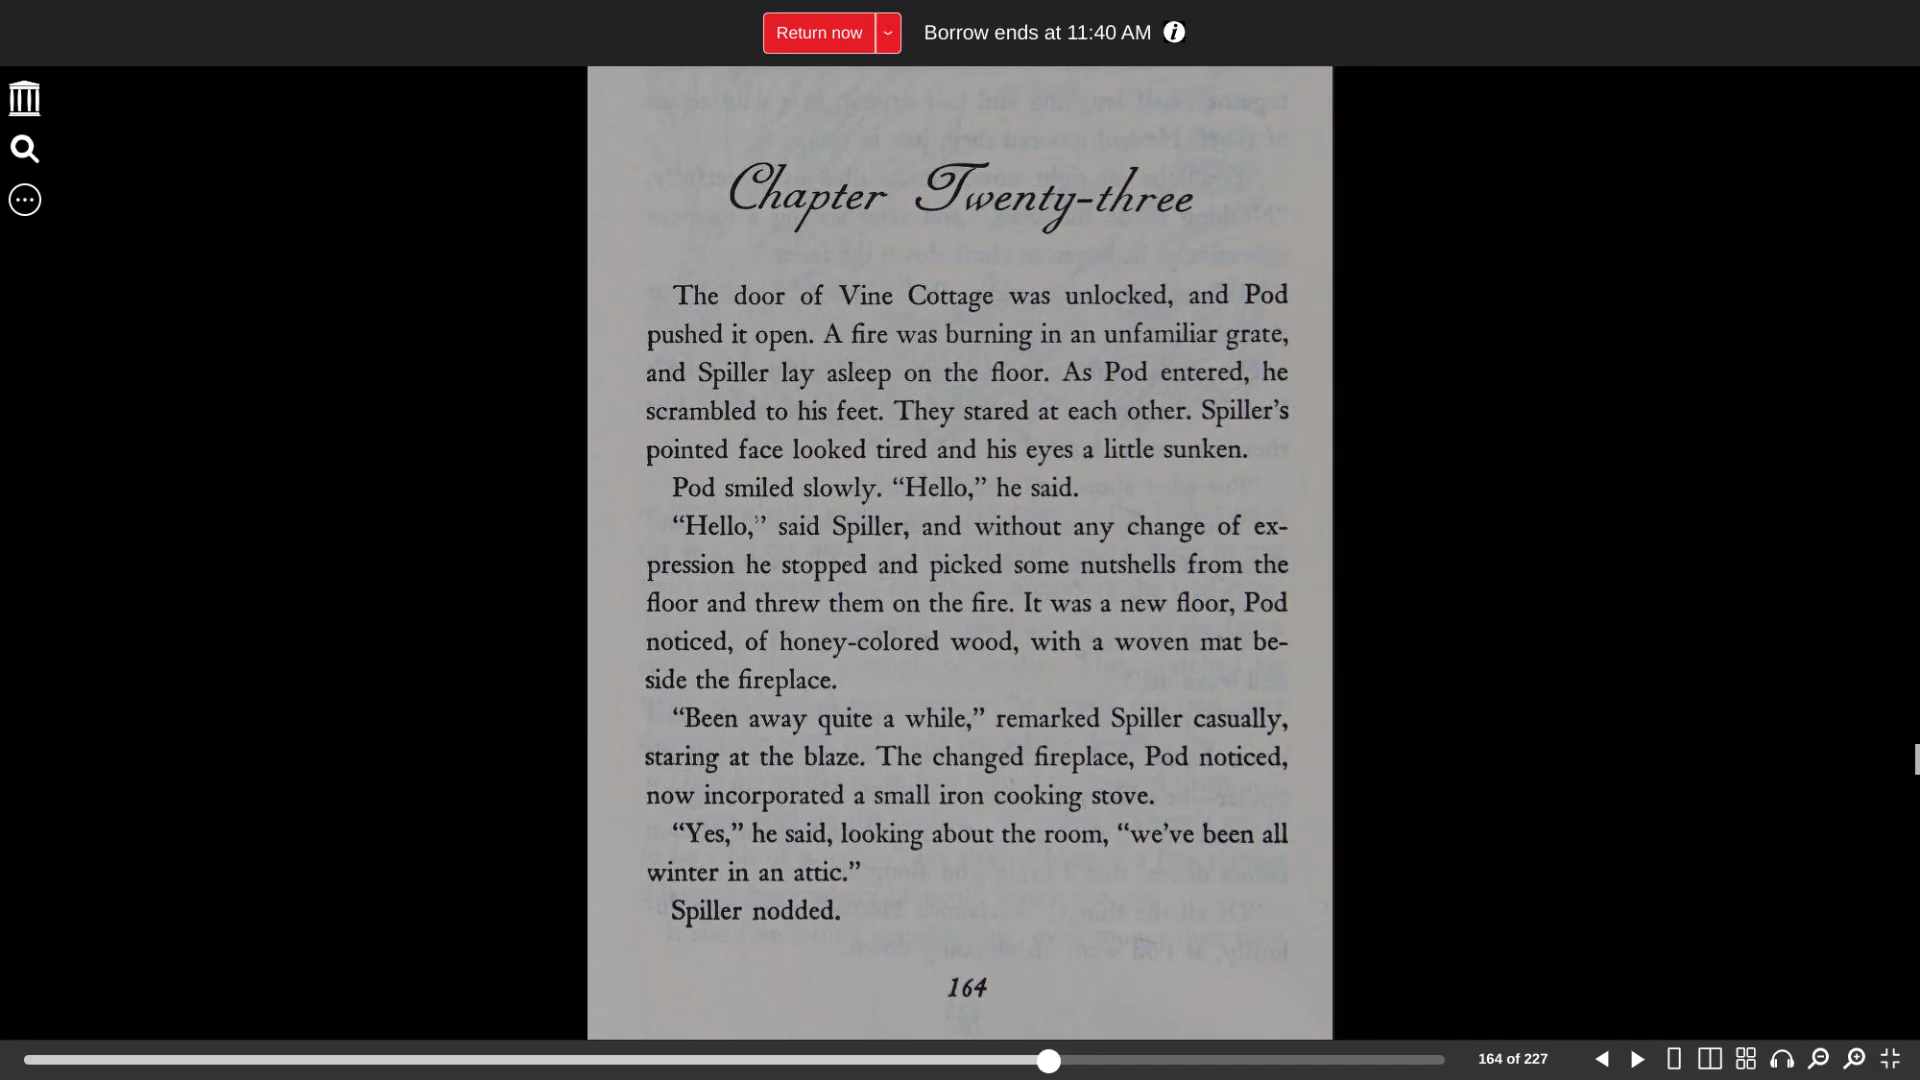 Return now
Borrow ends at 11:40 AM
Chapter Twenty-three
The door of Vine Cottage was unlocked, and Pod
pushed it open. A fire was burning in an unfamiliar grate,
and Spiller lay asleep on the floor. As Pod entered, he
scrambled to his feet. They stared at each other. Spiller’s
pointed face looked tired and his eyes a little sunken.
Pod smiled slowly. “Hello,” he said.
“Hello,” said Spiller, and without any change of ex-
pression he stopped and picked some nutshells from the
floor and threw them on the fire. It was a new floor, Pod
noticed, of honey-colored wood, with a woven mat be-
side the fireplace.
“Been away quite a while,” remarked Spiller casually,
staring at the blaze. The changed fireplace, Pod noticed,
now incorporated a small iron cooking stove.
“Yes,” he said, looking about the room, “we’ve been all
winter in an attic.”
Spiller nodded.
164
164 of 227